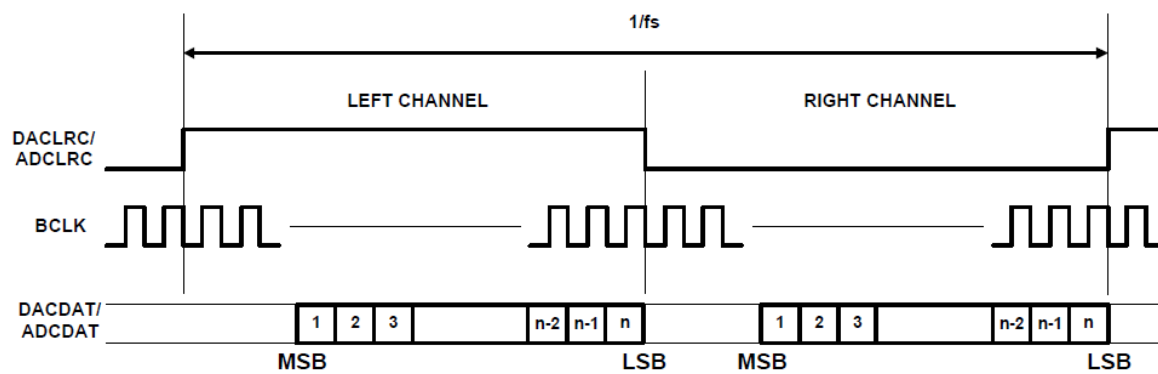 1/fs
LEFT CHANNEL RIGHT CHANNEL
DACLRC/
ADCLRC
BCLK
DACDAT/
ADCDAT
1 2 3 n-2 n-1 n 1 2 3 n-2 n-1 n
MSB LSB MSB LSB